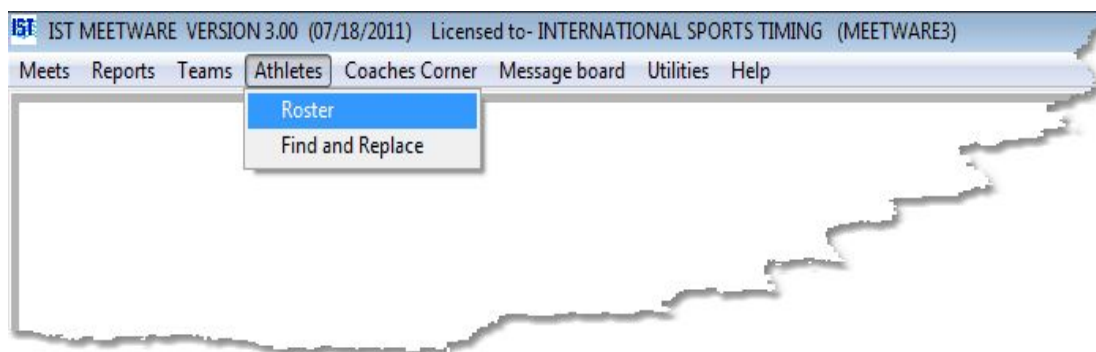 IST IST MEETWARE VERSION 3.00 (07/18/2011) Licensed to- INTERNATIONAL SPORTS TIMING (MEETWARE3)
Meets Reports Teams Athletes Coaches Corner Message board Utilities Help
Roster
Find and Replace